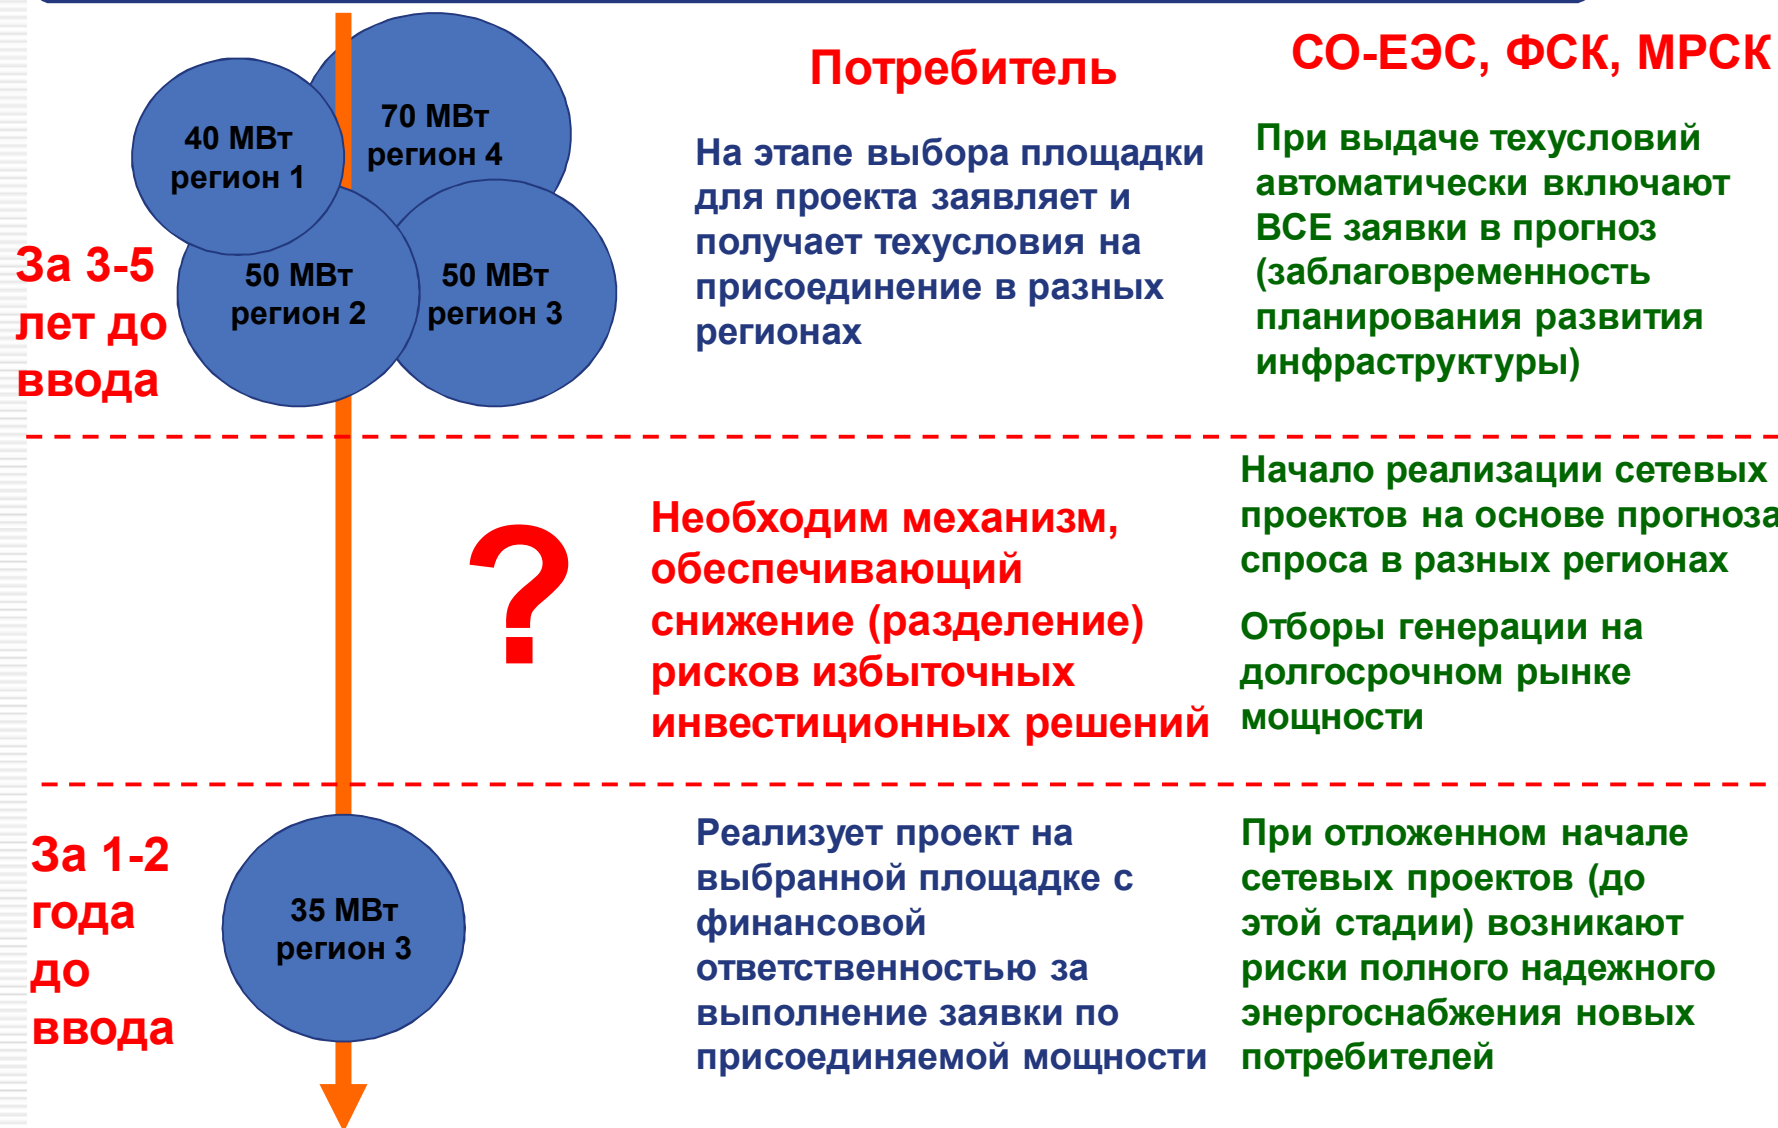 Потребитель
СО-ЕЭС, ФСК, МРСК
40 МВт
регион 1
70 МВт
регион 4
50 МВт
регион 2
50 МВт
регион 3
За 3-5
лет до
ввода
На этапе выбора площадки
для проекта заявляет и
получает техусловия на
присоединение в разных
регионах
При выдаче техусловий
автоматически включают
ВСЕ заявки в прогноз
(заблаговременность
планирования развития
инфраструктуры)
?
Необходим механизм,
обеспечивающий
снижение (разделение)
рисков избыточных
инвестиционных решений
Начало реализации сетевых
проектов на основе прогноза
спроса в разных регионах
Отборы генерации на
долгосрочном рынке
мощности
За 1-2
года
до
ввода
35 МВт
регион 3
Реализует проект на
выбранной площадке с
финансовой
ответственностью за
выполнение заявки по
присоединяемой мощности
При отложенном начале
сетевых проектов (до
этой стадии) возникают
риски полного надежного
энергоснабжения новых
потребителей